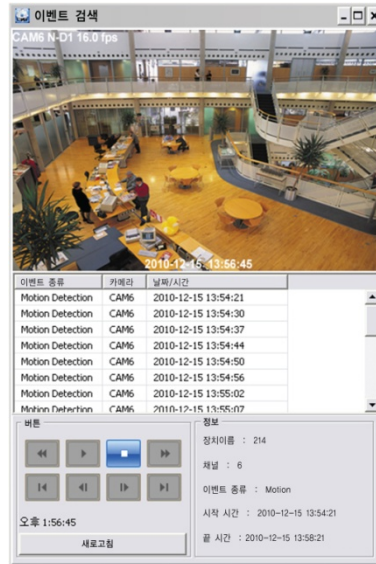 이벤트 검색
CAM6 N-D1 16.0 fps
2010-12-15 13:56:45
이벤트 종류 카메라 날짜/시간
Motion Detection CAM6 2010-12-15 13:54:21
Motion Detection CAM6 2010-12-15 13:54:30
Motion Detection CAM6 2010-12-15 13:54:37
Motion Detection CAM6 2010-12-15 13:54:44
Motion Detection CAM6 2010-12-15 13:54:50
Motion Detection CAM6 2010-12-15 13:54:56
Motion Detection CAM6 2010-12-15 13:55:02
Motion Detection CAM6 2010-12-15 13:55:07
버튼
오후 1:56:45
새로고침
정보
장치이름 : 214
채널 : 6
이벤트 종류 : Motion
시작 시간 : 2010-12-15 13:54:21
끝 시간 : 2010-12-15 13:58:21